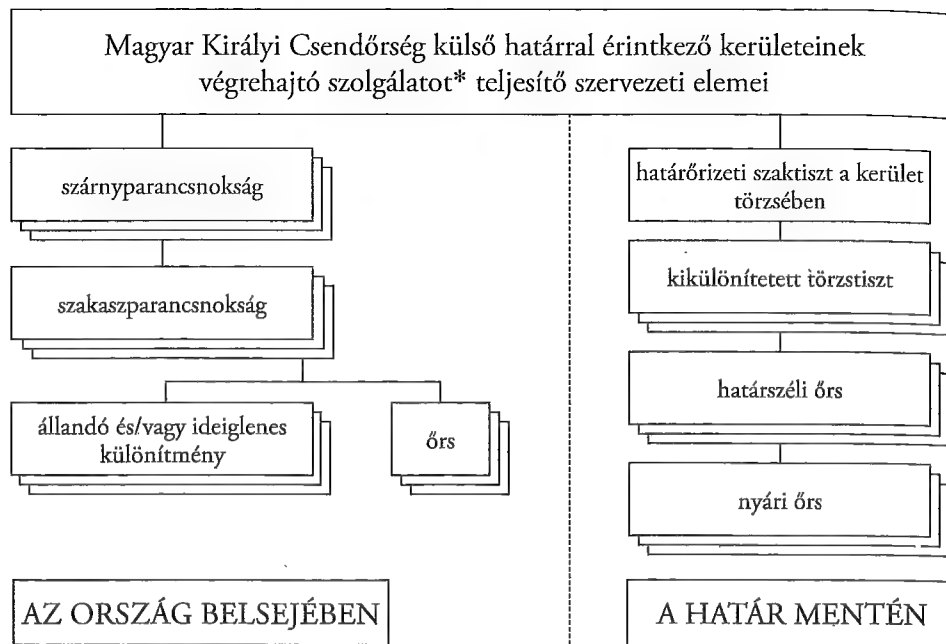 Magyar Királyi Csendőrség külső határral érintkező kerületeinek
végrehajtó szolgálatot* teljesítő szervezeti elemei
szárnyparancsnokság
szakaszparancsnokság
állandó és/vagy ideiglenes
különítmény
őrs
AZ ORSZÁG BELSEJÉBEN
határőrizeti szaktiszt a kerület
törzsében
kikülönítetett törzstiszt
határszéli őrs
nyári őrs
A HATÁR MENTÉN